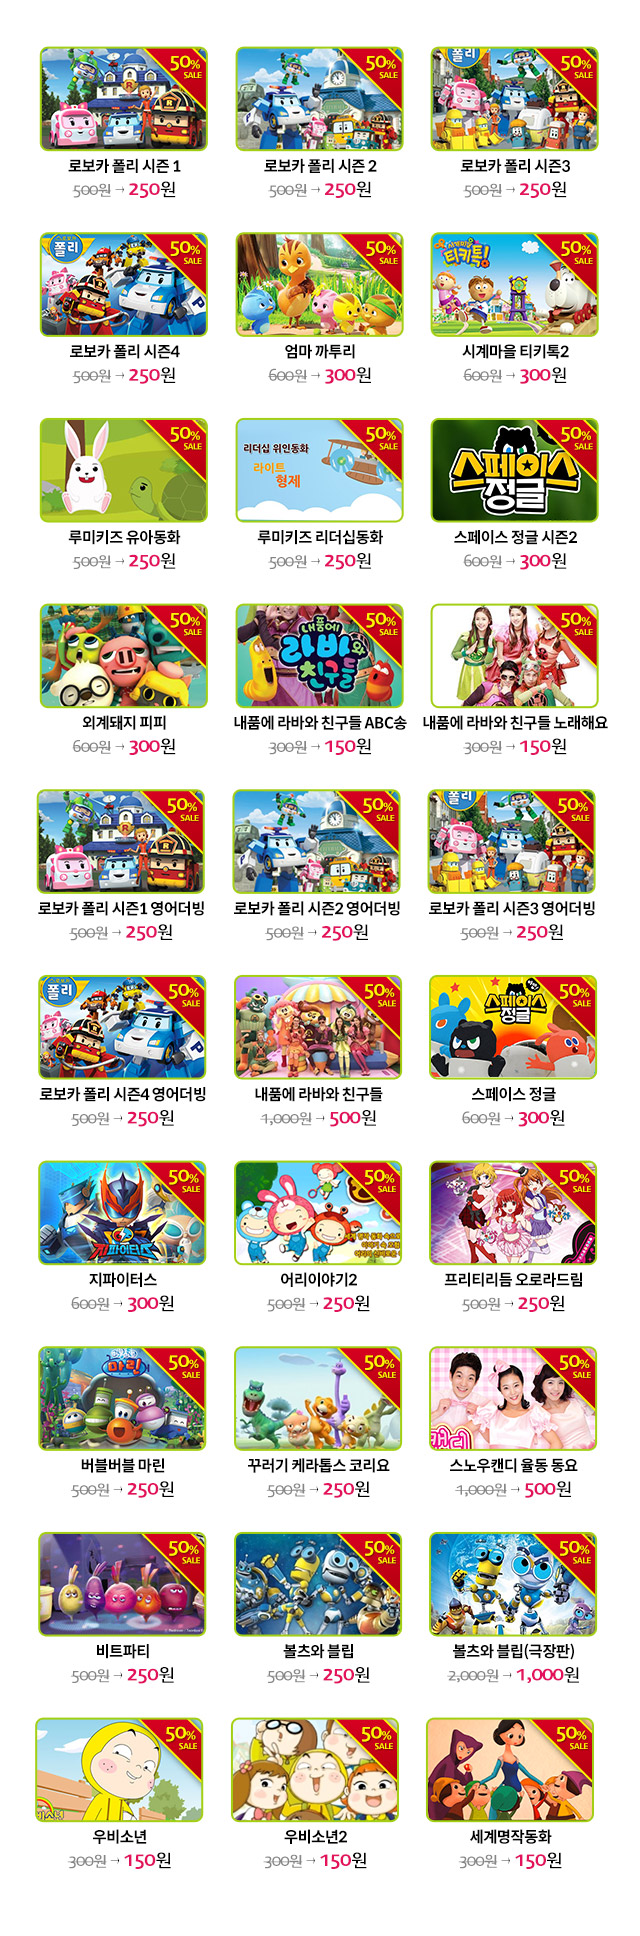 50% SALE
50% SALE
폴리
50% SALE
로보카 폴리 시즌 1
로보카 폴리 시즌 2
로보카 폴리 시즌3
500원 → 250원
500원 → 250원
500원 → 250원
폴리
50% SALE
50% SALE
시계마을
티키톡!
50% SALE
로보카 폴리 시즌4
엄마 까투리
시계마을 티키톡2
500원 → 250원
600원 → 300원
600원 → 300원
50% SALE
리더십 위인동화
라이트
형제
50% SALE
스페이스
정글
50% SALE
루미키즈 유아동화
루미키즈 리더십동화
스페이스 정글 시즌2
500원 → 250원
500원 → 250원
600원 → 300원
50% SALE
내품에
라바와
친구들
50% SALE
50% SALE
외계돼지 피피
내품에 라바와 친구들 ABC송
내품에 라바와 친구들 노래해요
600원 → 300원
300원 → 150원
300원 → 150원
50% SALE
50% SALE
폴리
50% SALE
로보카 폴리 시즌1 영어더빙
로보카 폴리 시즌2 영어더빙
로보카 폴리 시즌3 영어더빙
500원 → 250원
500원 → 250원
500원 → 250원
폴리
50% SALE
50% SALE
스페이스
정글
50% SALE
로보카 폴리 시즌4 영어더빙
내품에 라바와 친구들
스페이스 정글
500원 → 250원
1,000원 → 500원
600원 → 300원
지파이터스
50% SALE
50% SALE
50% SALE
지파이터스
어리이야기2
프리티리듬 오로라드림
600원 → 300원
500원 → 250원
500원 → 250원
마린
50% SALE
50% SALE
캔디
50% SALE
버블버블 마린
꾸러기 케라톱스 코리요
스노우캔디 율동 동요
500원 → 250원
500원 → 250원
1,000원 → 500원
50% SALE
50% SALE
50% SALE
비트파티
볼츠와 블립
볼츠와 블립(극장판)
500원 → 250원
500원 → 250원
2,000원 → 1,000원
50% SALE
50% SALE
50% SALE
우비소년
우비소년2
세계명작동화
300원 → 150원
300원 → 150원
300원 → 150원